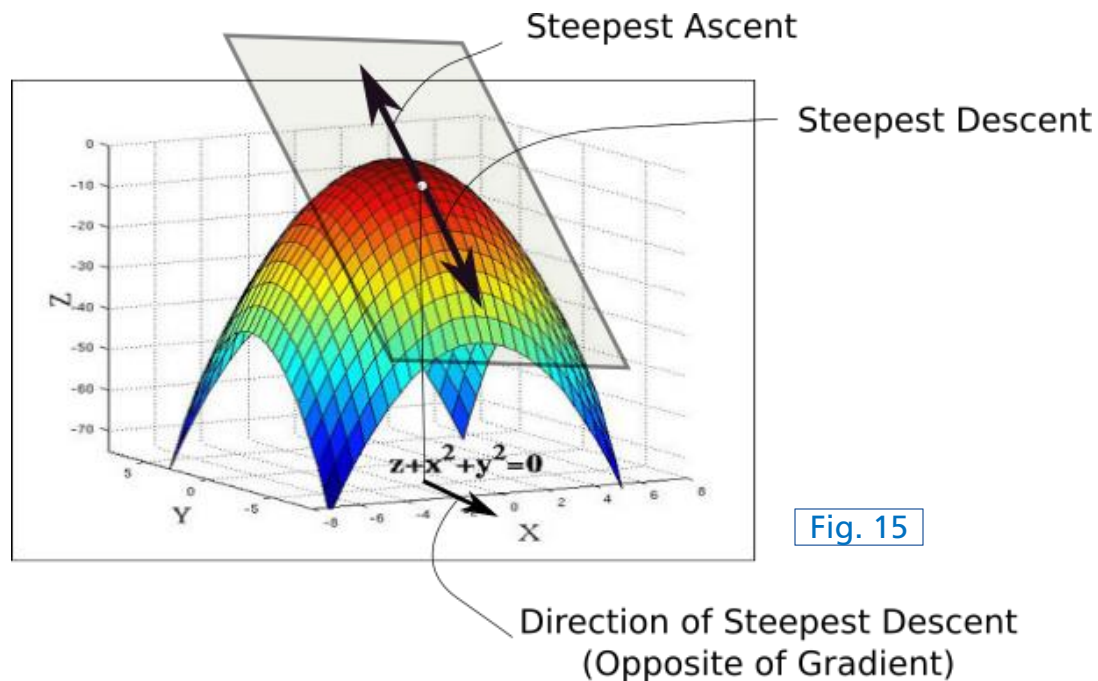 Steepest Ascent
Steepest Descent
0
-10
-20
-30
-40
-50
-60
-70
Z
z+x²+y²=0
5
0
-5
Y
-8
-6
-4
-2
0
2
4
6
8
X
Fig. 15
Direction of Steepest Descent
(Opposite of Gradient)